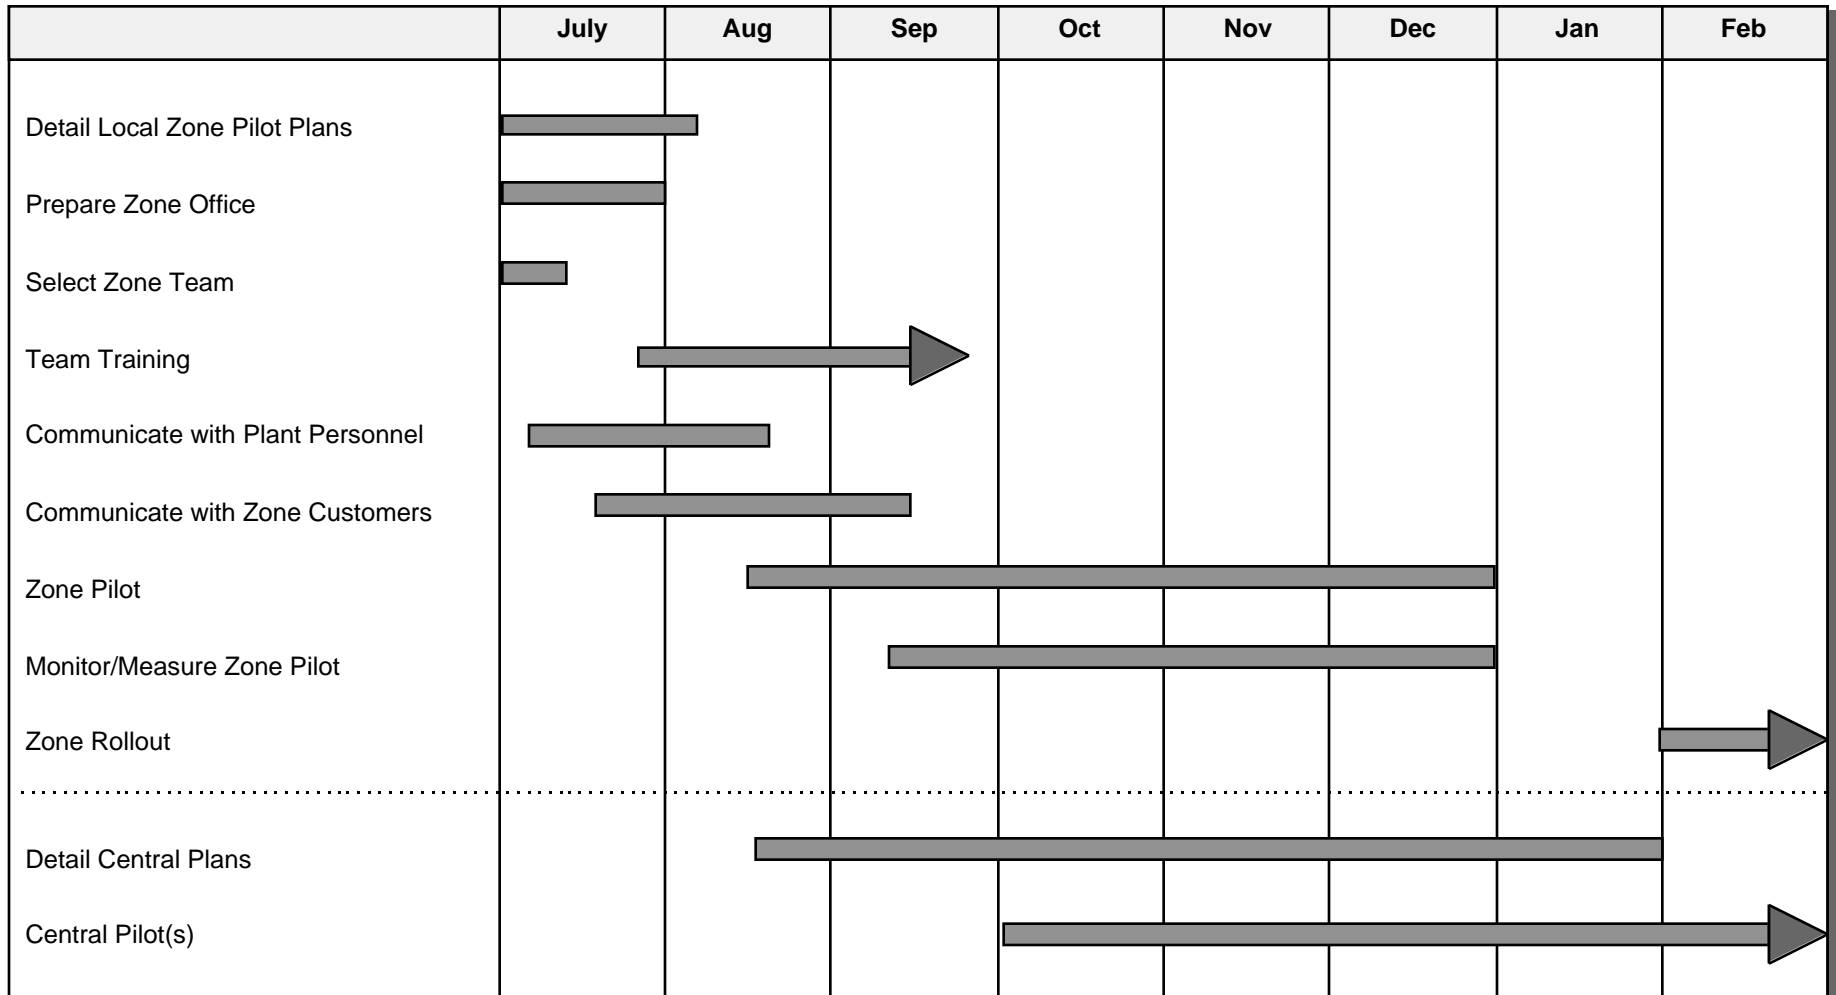 July Aug Sep Oct Nov Dec Jan Feb
Detail Local Zone Pilot Plans
Prepare Zone Office
Select Zone Team
Team Training
Communicate with Plant Personnel
Communicate with Zone Customers
Zone Pilot
Monitor/Measure Zone Pilot
Zone Rollout
Detail Central Plans
Central Pilot(s)